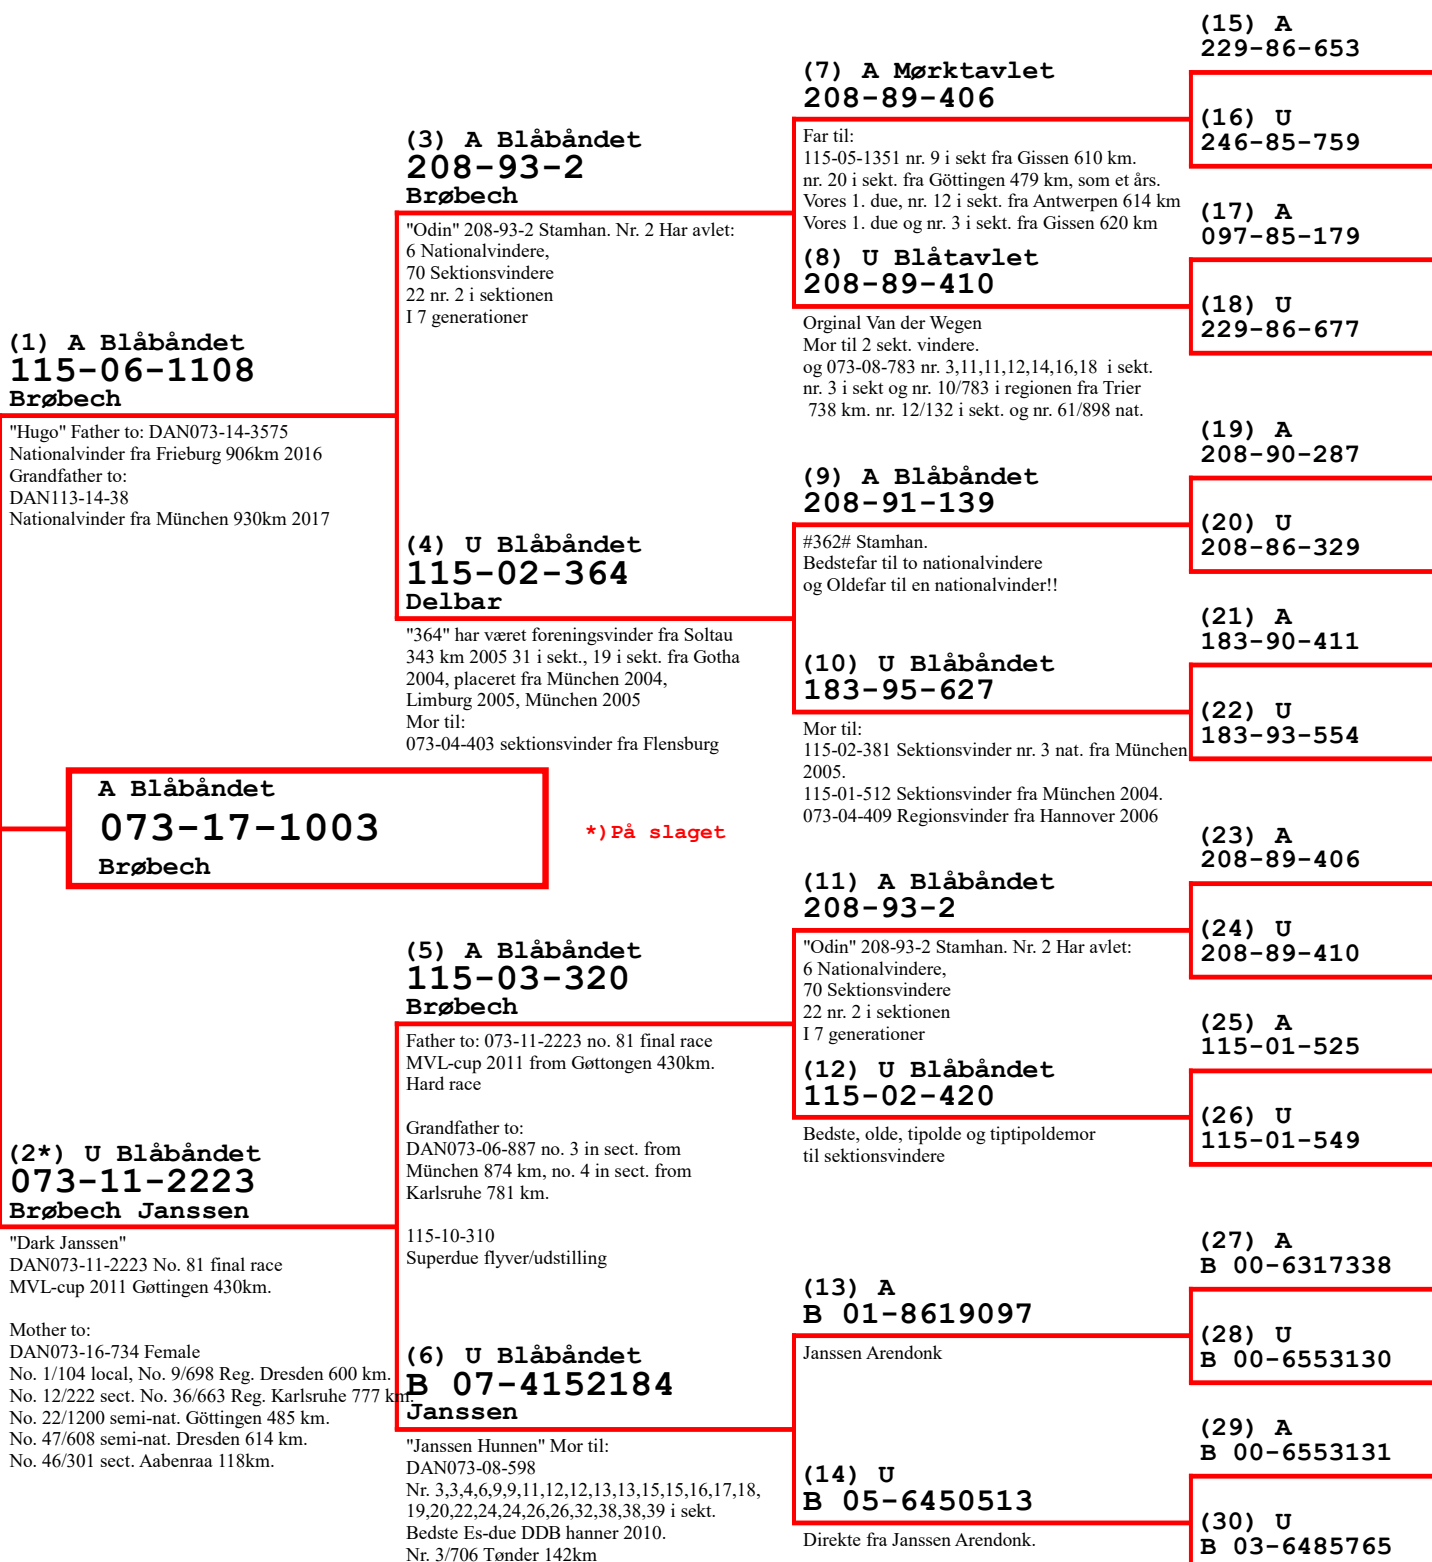 (1) A Blåbåndet
115-06-1108
Brøbech
"Hugo" Father to: DAN073-14-3575
Nationalvinder fra Frieburg 906km 2016
Grandfather to:
DAN113-14-38
Nationalvinder fra München 930km 2017
A Blåbåndet
073-17-1003
Brøbech
*)På slaget
(2*) U Blåbåndet
073-11-2223
Brøbech Janssen
"Dark Janssen"
DAN073-11-2223 No. 81 final race
MVL-cup 2011 Gøttingen 430km.
Mother to:
DAN073-16-734 Female
No. 1/104 local, No. 9/698 Reg. Dresden 600 km.
No. 12/222 sect. No. 36/663 Reg. Karlsruhe 777 km.
No. 22/1200 semi-nat. Göttingen 485 km.
No. 47/608 semi-nat. Dresden 614 km.
No. 46/301 sect. Aabenraa 118km.
(3) A Blåbåndet
208-93-2
Brøbech
"Odin" 208-93-2 Stamhan. Nr. 2 Har avlet:
6 Nationalvindere,
70 Sektionsvindere
22 nr. 2 i sektionen
I 7 generationer
(4) U Blåbåndet
115-02-364
Delbar
"364" har været foreningsvinder fra Soltau
343 km 2005 31 i sekt., 19 i sekt. fra Gotha
2004, placeret fra München 2004,
Limburg 2005, München 2005
Mor til:
073-04-403 sektionsvinder fra Flensburg
(5) A Blåbåndet
115-03-320
Brøbech
Father to: 073-11-2223 no. 81 final race
MVL-cup 2011 from Gøttongen 430km.
Hard race
Grandfather to:
DAN073-06-887 no. 3 in sect. from
München 874 km, no. 4 in sect. from
Karlsruhe 781 km.
115-10-310
Superdue flyver/udstilling
(6) U Blåbåndet
B 07-4152184
Janssen
"Janssen Hunnen" Mor til:
DAN073-08-598
Nr. 3,3,4,6,9,9,11,12,12,13,13,15,15,16,17,18,
19,20,22,24,24,26,26,32,38,38,39 i sekt.
Bedste Es-due DDB hanner 2010.
Nr. 3/706 Tønder 142km
(7) A Mørktavlet
208-89-406
Far til:
115-05-1351 nr. 9 i sekt fra Gissen 610 km.
nr. 20 i sekt. fra Göttingen 479 km, som et års.
Vores 1. due, nr. 12 i sekt. fra Antwerpen 614 km
Vores 1. due og nr. 3 i sekt. fra Gissen 620 km
(8) U Blåtavlet
208-89-410
Orginal Van der Wegen
Mor til 2 sekt. vindere.
og 073-08-783 nr. 3,11,11,12,14,16,18 i sekt.
nr. 3 i sekt og nr. 10/783 i regionen fra Trier
738 km. nr. 12/132 i sekt. og nr. 61/898 nat.
(9) A Blåbåndet
208-91-139
#362# Stamhan.
Bedstefar til to nationalvindere
og Oldefar til en nationalvinder!!
(10) U Blåbåndet
183-95-627
Mor til:
115-02-381 Sektionsvinder nr. 3 nat. fra München
2005.
115-01-512 Sektionsvinder fra München 2004.
073-04-409 Regionsvinder fra Hannover 2006
(11) A Blåbåndet
208-93-2
"Odin" 208-93-2 Stamhan. Nr. 2 Har avlet:
6 Nationalvindere,
70 Sektionsvindere
22 nr. 2 i sektionen
I 7 generationer
(12) U Blåbåndet
115-02-420
Bedste, olde, tipolde og tiptipoldemor
til sektionsvindere
(13) A
B 01-8619097
Janssen Arendonk
(14) U
B 05-6450513
Direkte fra Janssen Arendonk.
(15) A
229-86-653
(16) U
246-85-759
(17) A
097-85-179
(18) U
229-86-677
(19) A
208-90-287
(20) U
208-86-329
(21) A
183-90-411
(22) U
183-93-554
(23) A
208-89-406
(24) U
208-89-410
(25) A
115-01-525
(26) U
115-01-549
(27) A
B 00-6317338
(28) U
B 00-6553130
(29) A
B 00-6553131
(30) U
B 03-6485765